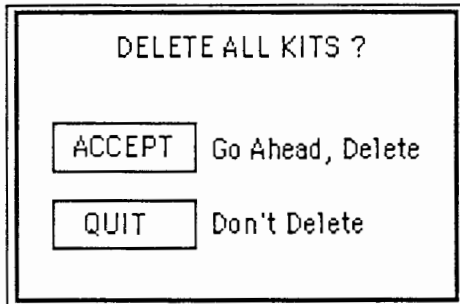 DELETE ALL KITS ?
ACCEPT Go Ahead, Delete
QUIT Don't Delete